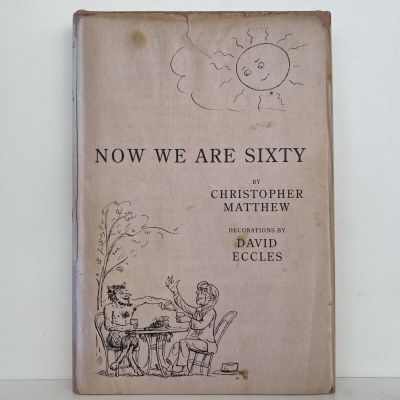 NOW WE ARE SIXTY
BY
CHRISTOPHER
MATTHEW
DECORATIONS BY
DAVID
ECCLES